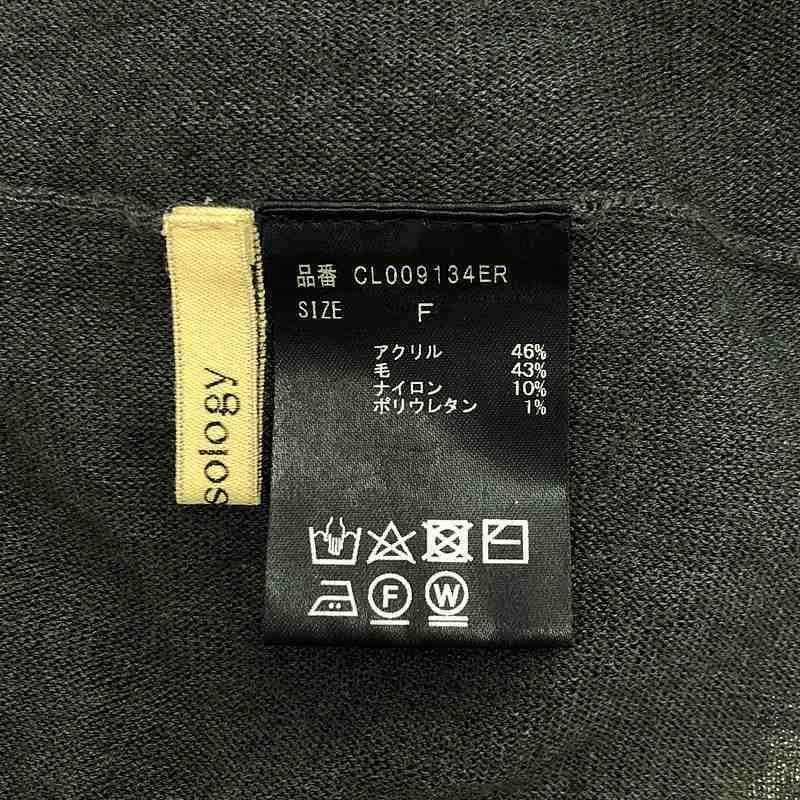 sology
品番 CL009134ER
SIZE F
アクリル 46%
毛 43%
ナイロン 10%
ポリウレタン 1%
F
W